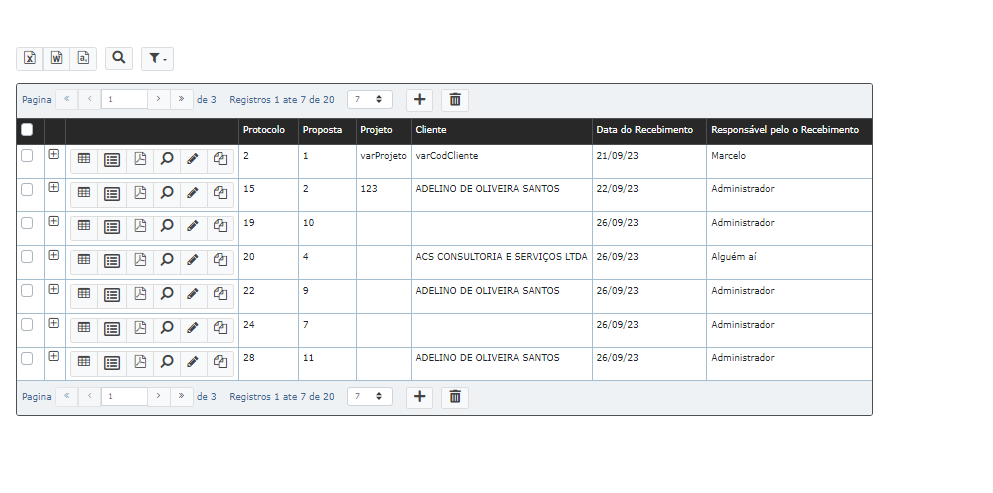 Pagina 1 de 3 Registros 1 ate 7 de 20 7
Protocolo Proposta Projeto Cliente Data do Recebimento Responsável pelo o Recebimento
2 1 varProjeto varCodCliente 21/09/23 Marcelo
15 2 123 ADELINO DE OLIVEIRA SANTOS 22/09/23 Administrador
19 10 26/09/23 Administrador
20 4 ACS CONSULTORIA E SERVIÇOS LTDA 26/09/23 Alguém aí
22 9 ADELINO DE OLIVEIRA SANTOS 26/09/23 Administrador
24 7 26/09/23 Administrador
28 11 ADELINO DE OLIVEIRA SANTOS 26/09/23 Administrador
Pagina 1 de 3 Registros 1 ate 7 de 20 7